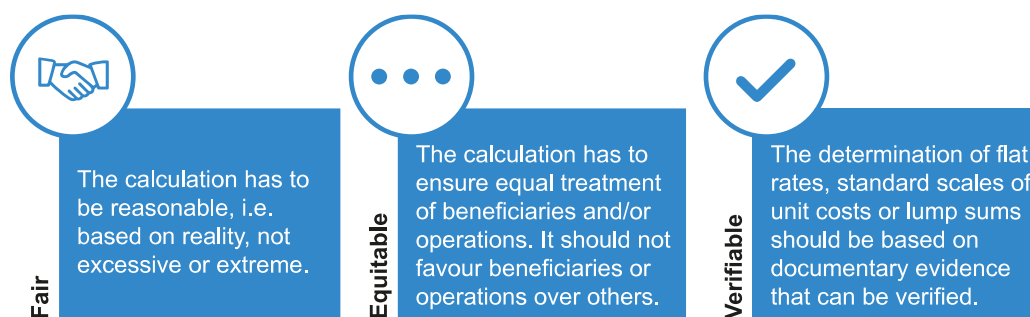 Fair
The calculation has to
be reasonable, i.e.
based on reality, not
excessive or extreme.
Equitable
The calculation has to
ensure equal treatment
of beneficiaries and/or
operations. It should not
favour beneficiaries or
operations over others.
Verifiable
The determination of flat
rates, standard scales of
unit costs or lump sums
should be based on
documentary evidence
that can be verified.